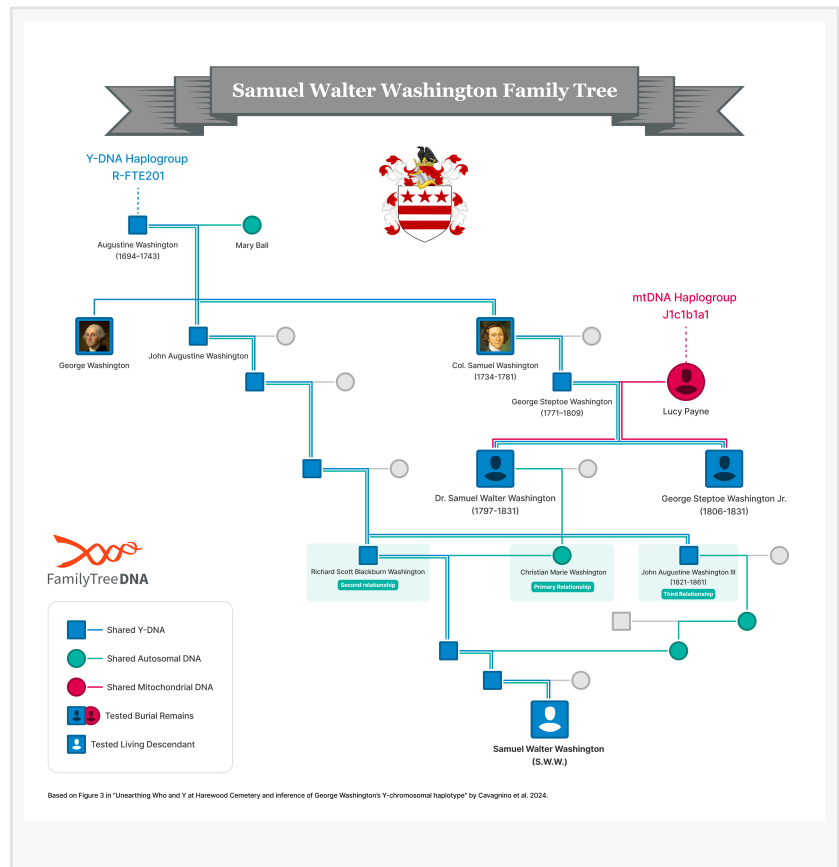 Samuel Walter Washington Family Tree
Y-DNA Haplogroup
R-FTE201
Augustine Washington
(1694–1743)
Mary Ball
mtDNA Haplogroup
J1c1b1a1
George Washington
John Augustine Washington
Col. Samuel Washington
(1734-1781)
George Steptoe Washington
(1771–1809)
Lucy Payne
Dr. Samuel Walter Washington
(1797-1831)
George Steptoe Washington Jr.
(1806-1831)
Richard Scott Blackburn Washington
Second relationship
Christian Marie Washington
Primary Relationship
John Augustine Washington III
(1821-1861)
Third Relationship
FamilyTreeDNA
Shared Y-DNA
Shared Autosomal DNA
Shared Mitochondrial DNA
Tested Burial Remains
Tested Living Descendant
Samuel Walter Washington
(S.W.W.)
Based on Figure 3 in "Unearthing Who and Y at Harewood Cemetery and inference of George Washington's Y-chromosomal haplotype" by Cavagnino et al. 2024.